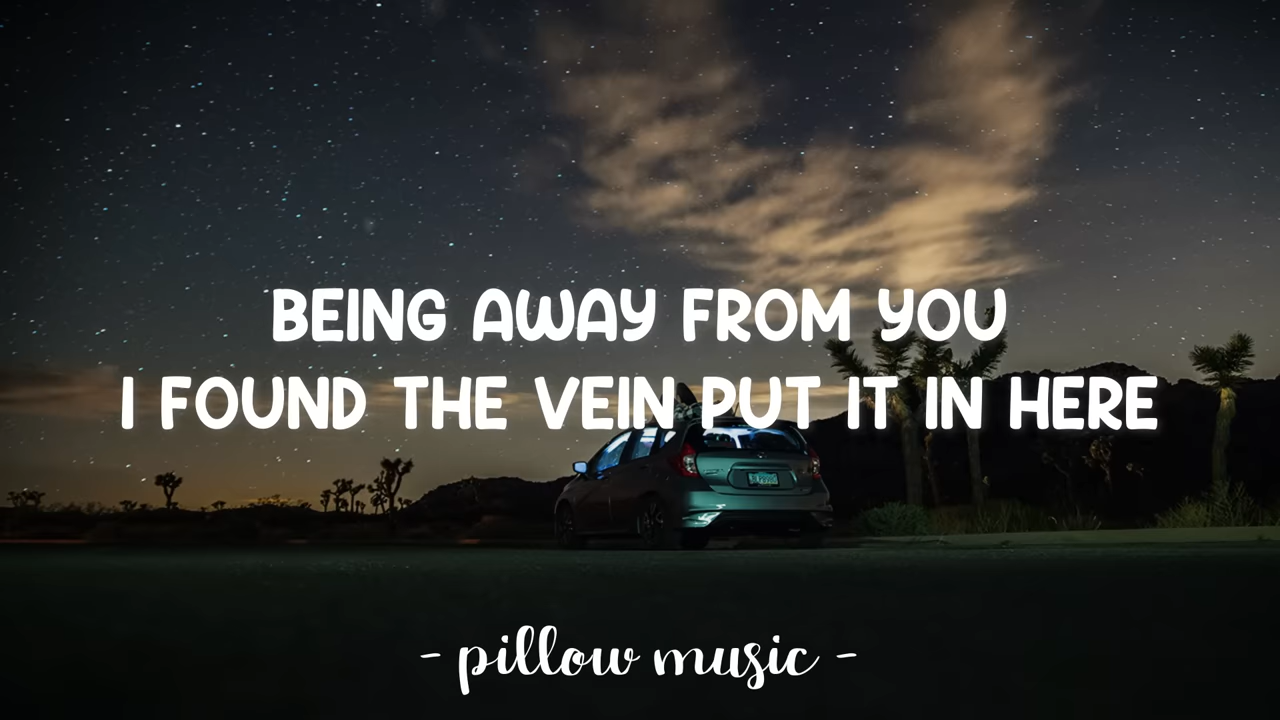 BEING AWAY FROM YOU
I FOUND THE VEIN PUT IT IN HERE
- pillow music -